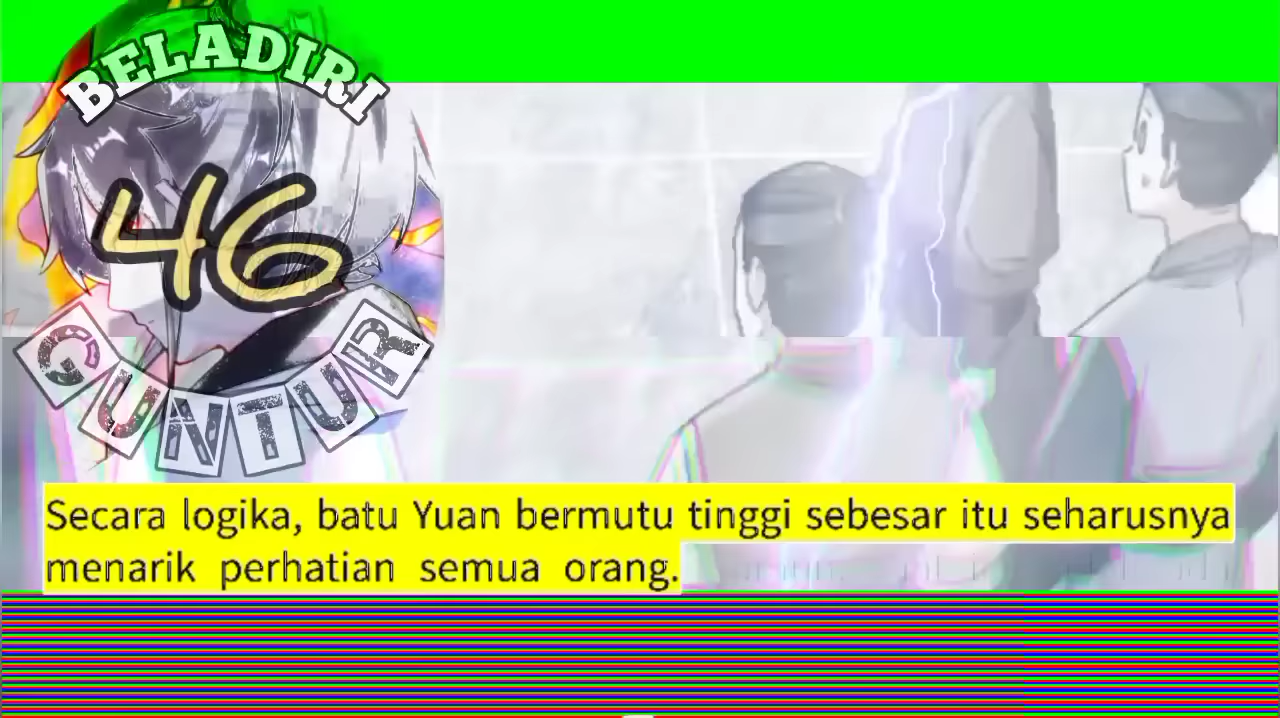 BELADIRI
46
GUNTUR
Secara logika, batu Yuan bermutu tinggi sebesar itu seharusnya
menarik perhatian semua orang.